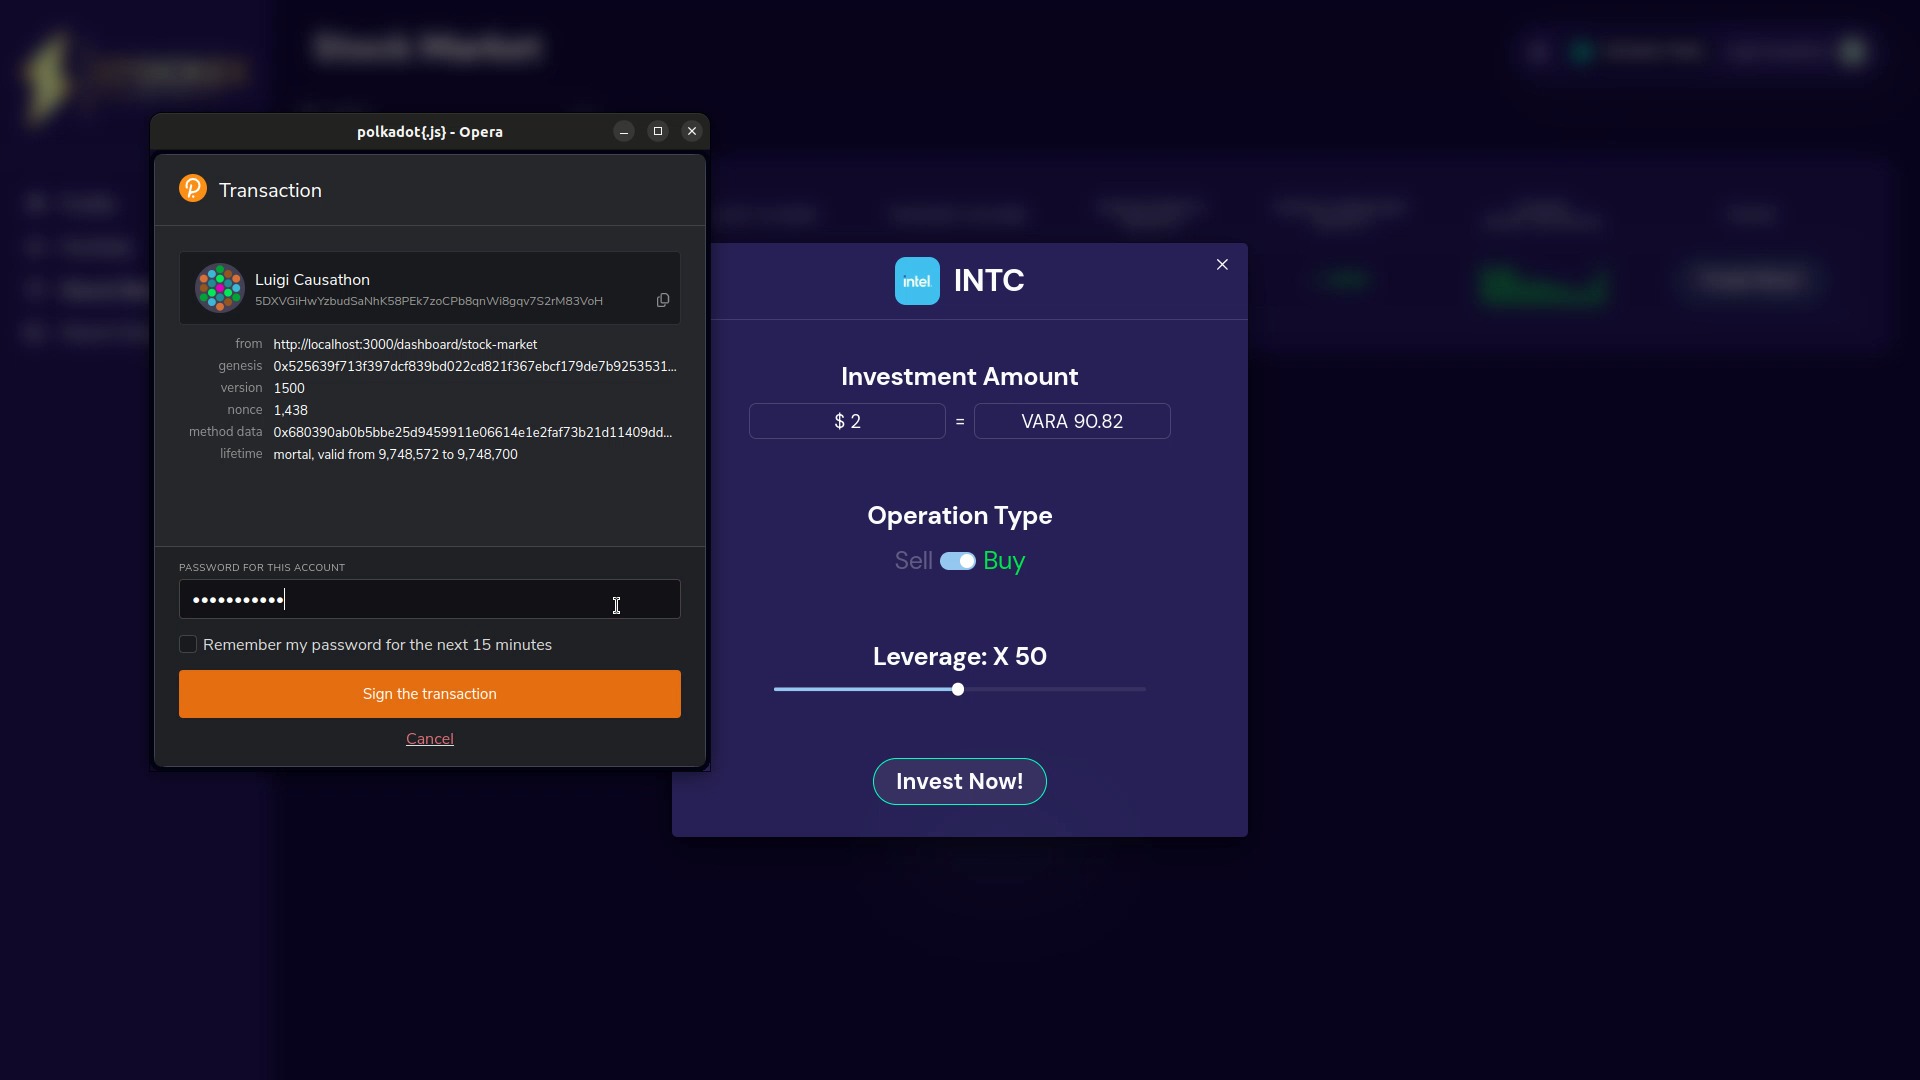 Stock Market
polkadot{.js} - Opera
Transaction
Luigi Causathon
5DXVGiHwYzbudSaNhK58PEk7zoCPb8qnWi8gqv7S2rM83VoH
from http://localhost:3000/dashboard/stock-market
genesis 0x525639f713f397dcf839bd022cd821f367ebcf179de7b9253531...
version 1500
nonce 1,438
method data 0x680390ab0b5bbe25d9459911e06614e1e2faf73b21d11409dd...
lifetime mortal, valid from 9,748,572 to 9,748,700
PASSWORD FOR THIS ACCOUNT
•••••••••••
Remember my password for the next 15 minutes
Sign the transaction
Cancel
intel.
INTC
Investment Amount
$ 2 = VARA 90.82
Operation Type
Sell Buy
Leverage: X 50
Invest Now!